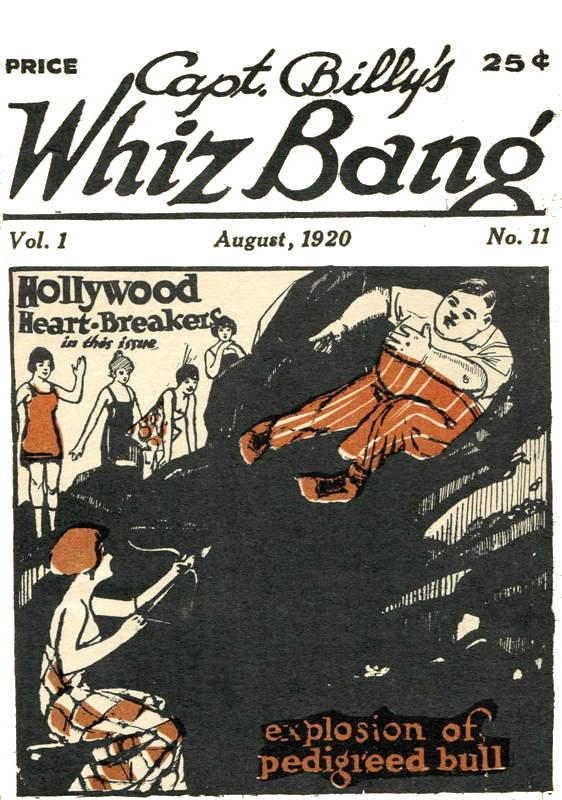 PRICE
Capt. Billy's
25¢
Whiz Bang
Vol. 1
August, 1920
No. 11
Hollywood
Heart-Breakers
in this issue
explosion of
pedigreed bull